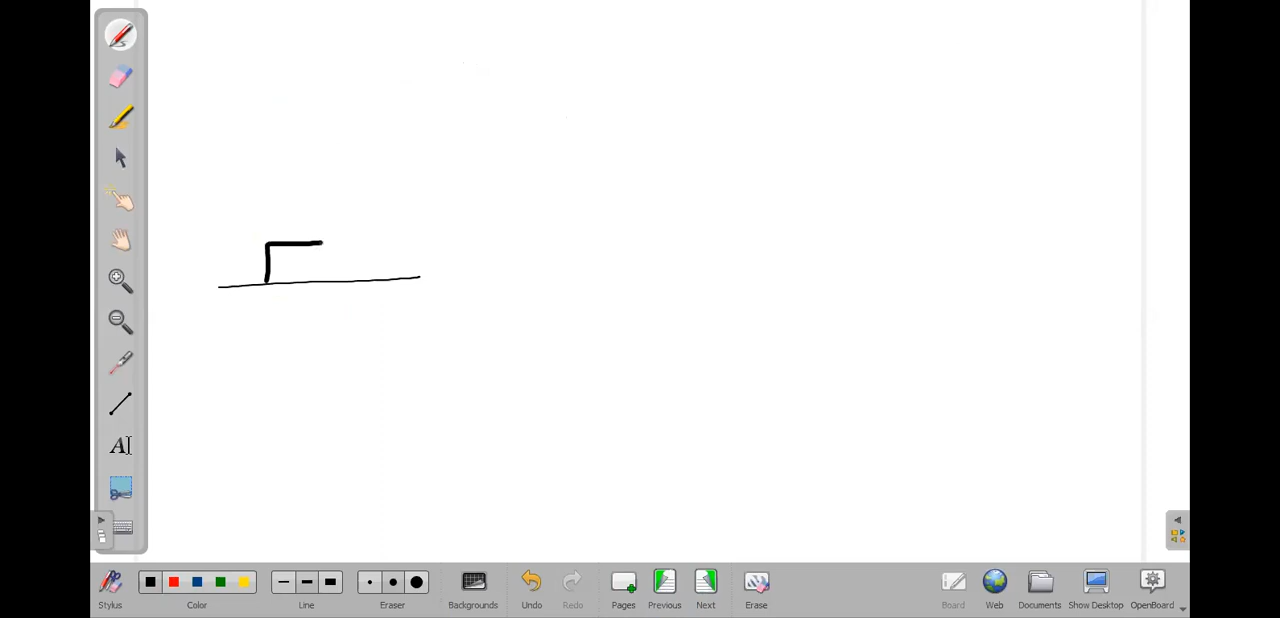 A
Stylus
Color
Line
Eraser
Backgrounds
Undo
Redo
Pages
Previous
Next
Erase
Board
Web
Documents
Show Desktop
OpenBoard